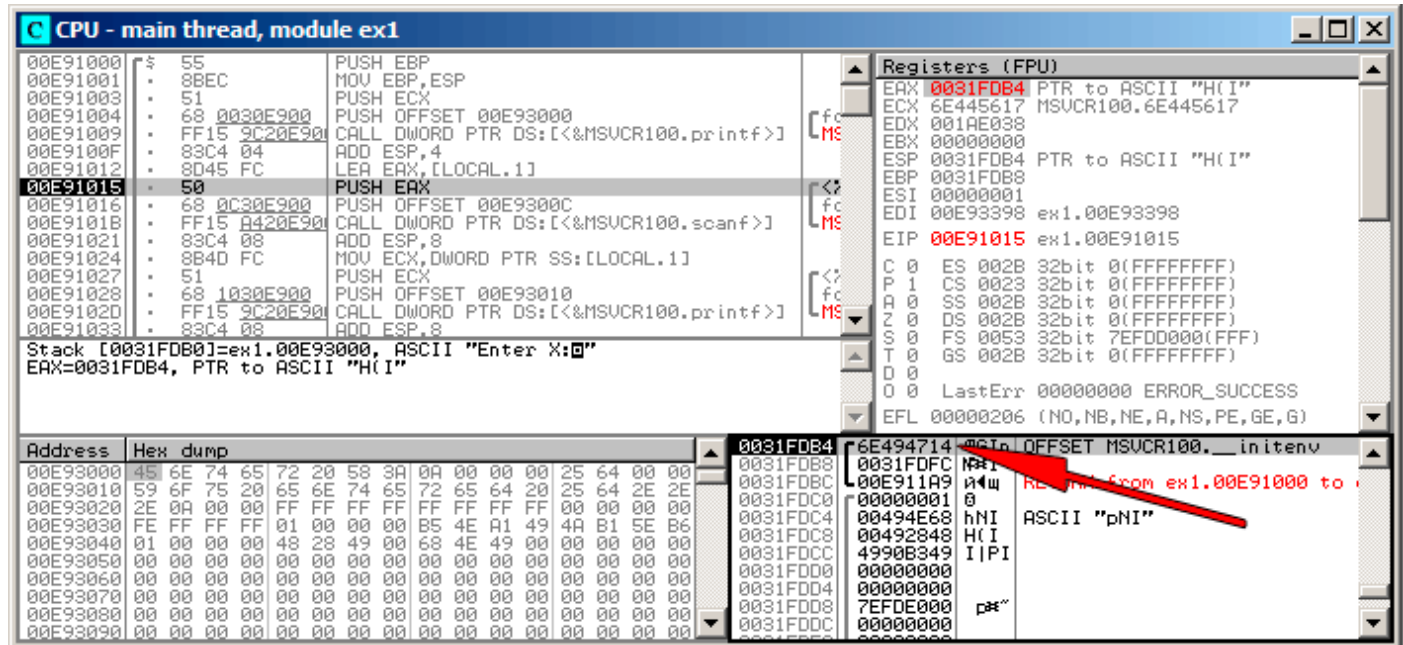 C CPU - main thread, module ex1
00E91000 $ 55 PUSH EBP
00E91001 . 8BEC MOV EBP,ESP
00E91003 . 51 PUSH ECX
00E91004 . 68 0030E900 PUSH OFFSET 00E93000
00E91009 . FF15 9C20E90 CALL DWORD PTR DS:[<&MSVCR100.printf>] MS
00E9100F . 83C4 04 ADD ESP,4
00E91012 . 8D45 FC LEA EAX,[LOCAL.1]
00E91015 . 50 PUSH EAX
00E91016 . 68 0C30E900 PUSH OFFSET 00E9300C
00E9101B . FF15 A420E90 CALL DWORD PTR DS:[<&MSVCR100.scanf>] MS
00E91021 . 83C4 08 ADD ESP,8
00E91024 . 8B4D FC MOV ECX,DWORD PTR SS:[LOCAL.1]
00E91027 . 51 PUSH ECX
00E91028 . 68 1030E900 PUSH OFFSET 00E93010
00E9102D . FF15 9C20E90 CALL DWORD PTR DS:[<&MSVCR100.printf>] MS
00E91033 . 83C4 08 ADD ESP,8
Stack [0031FDB0]=ex1.00E93000, ASCII "Enter X:◙"
EAX=0031FDB4, PTR to ASCII "H(I"
Registers (FPU)
EAX 0031FDB4 PTR to ASCII "H(I"
ECX 6E445617 MSVCR100.6E445617
EDX 001AE038
EBX 00000000
ESP 0031FDB4 PTR to ASCII "H(I"
EBP 0031FDB8
ESI 00000001
EDI 00E93398 ex1.00E93398
EIP 00E91015 ex1.00E91015
C 0 ES 002B 32bit 0(FFFFFFFF)
P 1 CS 0023 32bit 0(FFFFFFFF)
A 0 SS 002B 32bit 0(FFFFFFFF)
Z 0 DS 002B 32bit 0(FFFFFFFF)
S 0 FS 0053 32bit 7EFDD000(FFF)
T 0 GS 002B 32bit 0(FFFFFFFF)
D 0
O 0 LastErr 00000000 ERROR_SUCCESS
EFL 00000206 (NO,NB,NE,A,NS,PE,GE,G)
Address Hex dump
00E93000 45 6E 74 65 72 20 58 3A 0A 00 00 00 25 64 00 00
00E93010 59 6F 75 20 65 6E 74 65 72 65 64 20 25 64 2E 2E
00E93020 2E 0A 00 00 FF FF FF FF FF FF FF FF 00 00 00 00
00E93030 FE FF FF FF 01 00 00 00 B5 4E A1 49 4A B1 5E B6
00E93040 01 00 00 00 48 28 49 00 68 4E 49 00 00 00 00 00
00E93050 00 00 00 00 00 00 00 00 00 00 00 00 00 00 00 00
00E93060 00 00 00 00 00 00 00 00 00 00 00 00 00 00 00 00
00E93070 00 00 00 00 00 00 00 00 00 00 00 00 00 00 00 00
00E93080 00 00 00 00 00 00 00 00 00 00 00 00 00 00 00 00
00E93090 00 00 00 00 00 00 00 00 00 00 00 00 00 00 00 00
0031FDB4 6E494714 OFFSET MSVCR100.__initenv
0031FDB8 0031FDFC
0031FDBC 00E911A9 from ex1.00E91000 to
0031FDC0 00000001
0031FDC4 00494E68 hNI ASCII "pNI"
0031FDC8 00492848 H(I
0031FDCC 4990B349 I|РI
0031FDD0 00000000
0031FDD4 00000000
0031FDD8 7EFDE000
0031FDDC 00000000